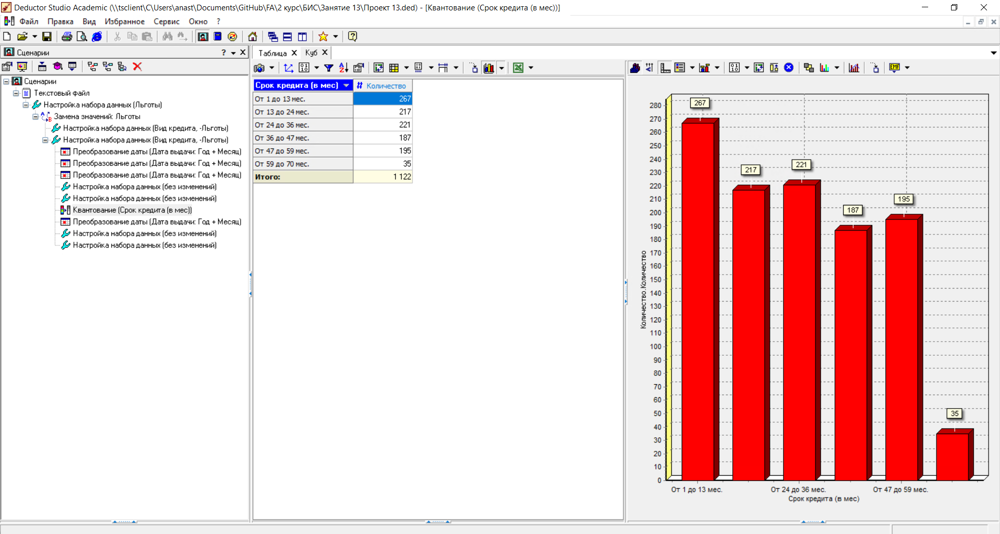 Deductor Studio Academic (\\tsclient\C\Users\anast\Documents\GitHub\FA\2 курс\БИС\Занятие 13\Проект 13.ded) - [Квантование (Срок кредита (в мес))]
Файл Правка Вид Избранное Сервис Окно ?
Сценарии
Таблица
Куб
Сценарии
Текстовый файл
Настройка набора данных (Льготы)
Замена значений: Льготы
Настройка набора данных (Вид кредита, -Льготы)
Настройка набора данных (Вид кредита, -Льготы)
Преобразование даты (Дата выдачи: Год + Месяц)
Преобразование даты (Дата выдачи: Год + Месяц)
Преобразование даты (Дата выдачи: Год + Месяц)
Настройка набора данных (без изменений)
Настройка набора данных (без изменений)
Квантование (Срок кредита (в мес))
Преобразование даты (Дата выдачи: Год + Месяц)
Настройка набора данных (без изменений)
Настройка набора данных (без изменений)
Срок кредита (в мес) # Количество
От 1 до 13 мес. 267
От 13 до 24 мес. 217
От 24 до 36 мес. 221
От 36 до 47 мес. 187
От 47 до 59 мес. 195
От 59 до 70 мес. 35
Итого: 1 122
EMF
Количество.Количество
280
270
260
250
240
230
220
210
200
190
180
170
160
150
140
130
120
110
100
90
80
70
60
50
40
30
20
10
0
267
217
221
187
195
35
От 1 до 13 мес. От 24 до 36 мес. От 47 до 59 мес.
Срок кредита (в мес)